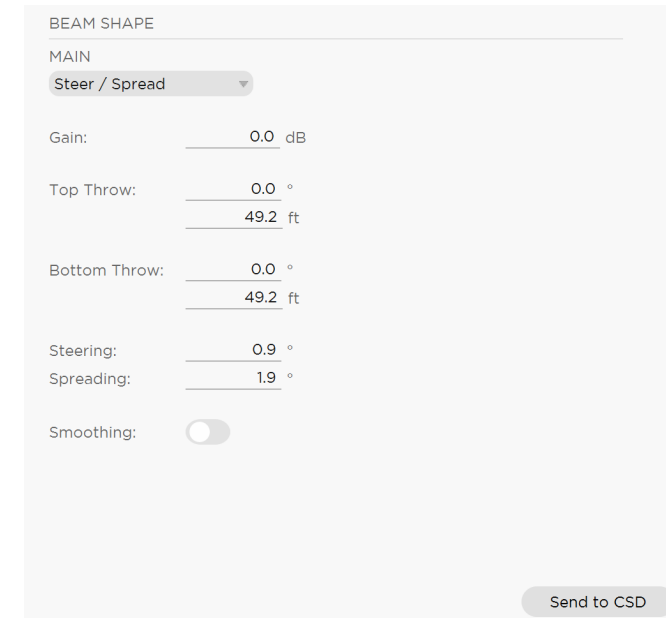 BEAM SHAPE
MAIN
Steer / Spread
Gain: 0.0 dB
Top Throw: 0.0 °
49.2 ft
Bottom Throw: 0.0 °
49.2 ft
Steering: 0.9 °
Spreading: 1.9 °
Smoothing:
Send to CSD